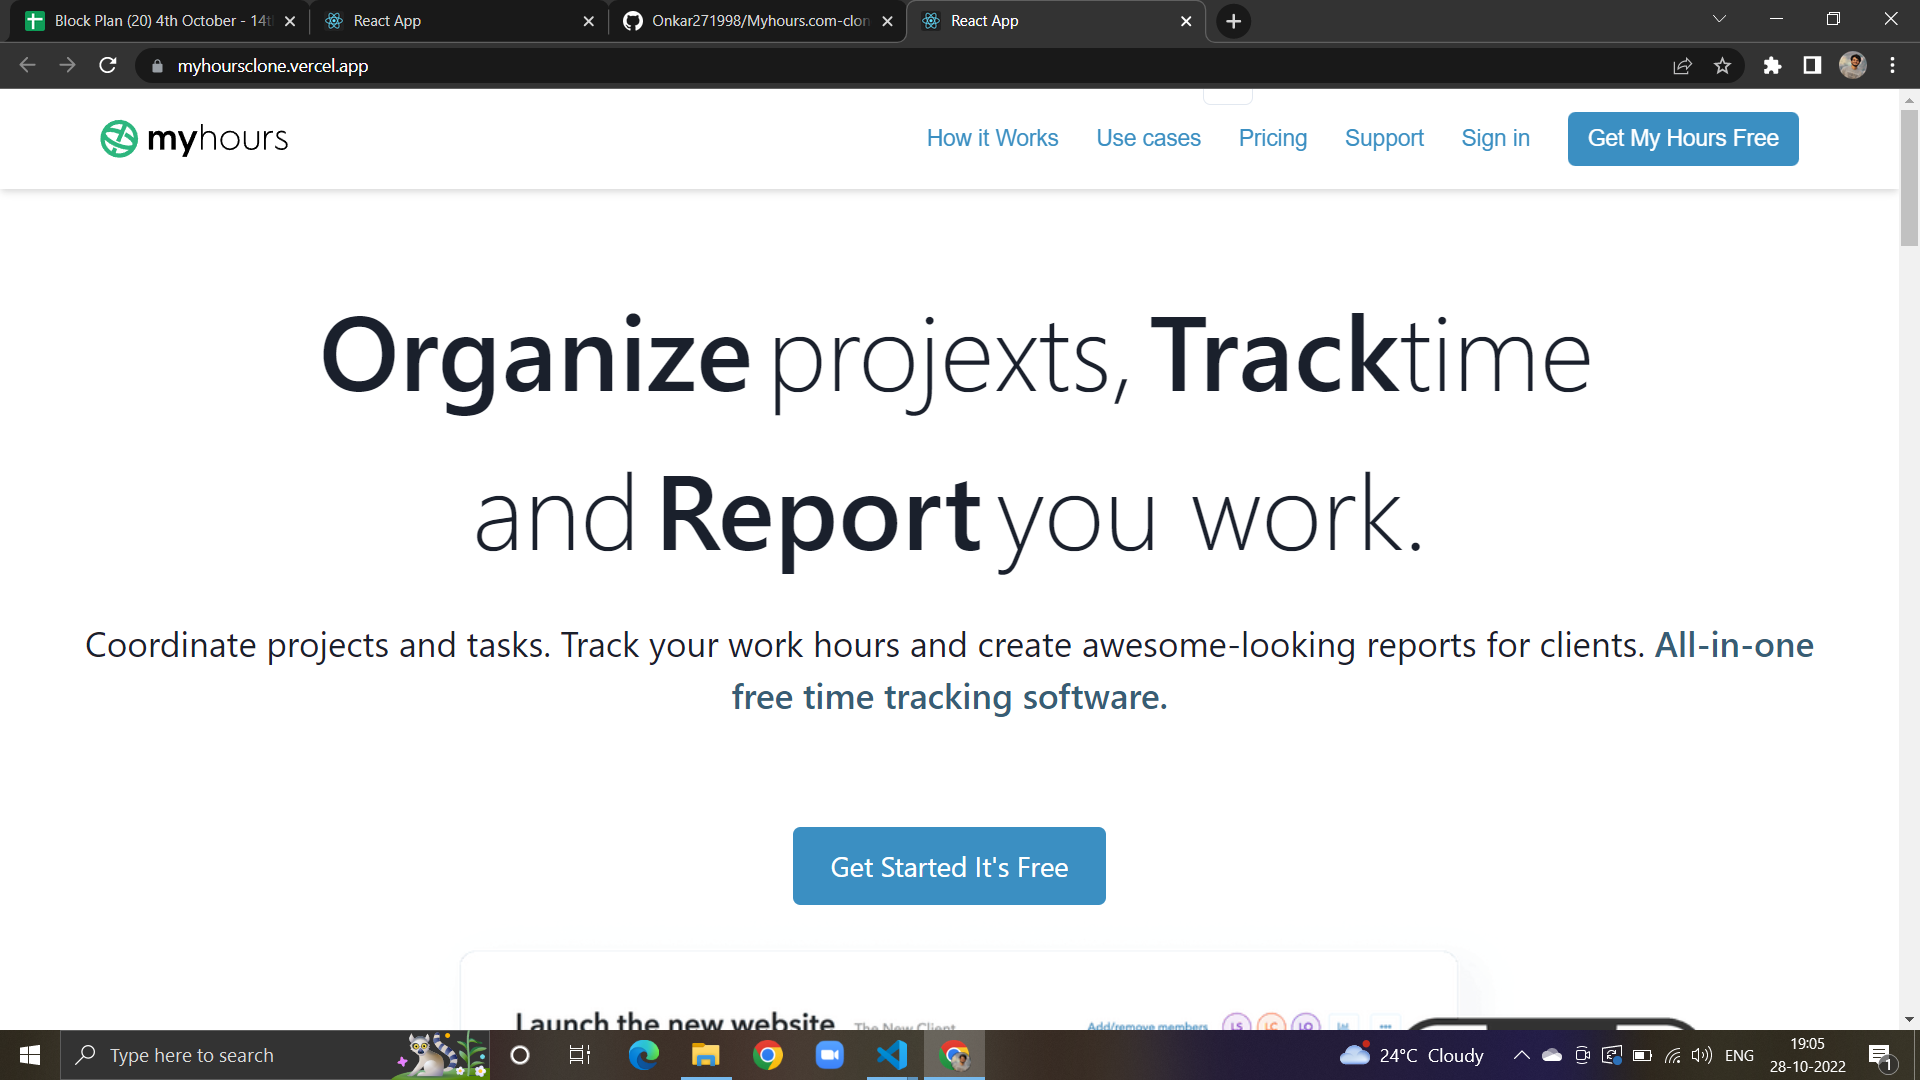 Block Plan (20) 4th October - 14t
React App
Onkar271998/Myhours.com-clon
React App
myhoursclone.vercel.app
myhours
How it Works
Use cases
Pricing
Support
Sign in
Get My Hours Free
Organize projexts, Tracktime
and Report you work.
Coordinate projects and tasks. Track your work hours and create awesome-looking reports for clients. All-in-one
free time tracking software.
Get Started It's Free
Launch the new website
The New Client
Add/remove members
LS
LC
LO
Type here to search
24°C Cloudy
ENG
19:05
28-10-2022
1